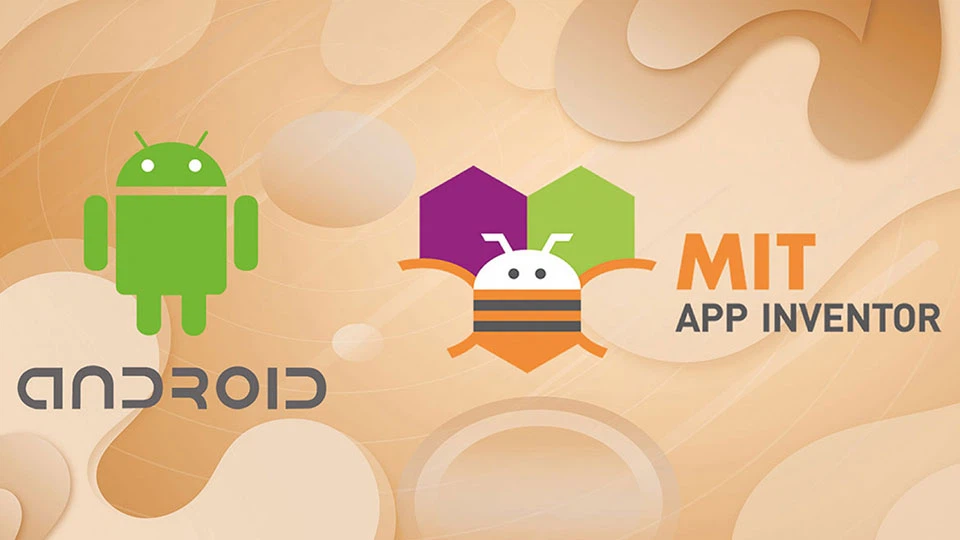 ANDROID
MIT
APP INVENTOR